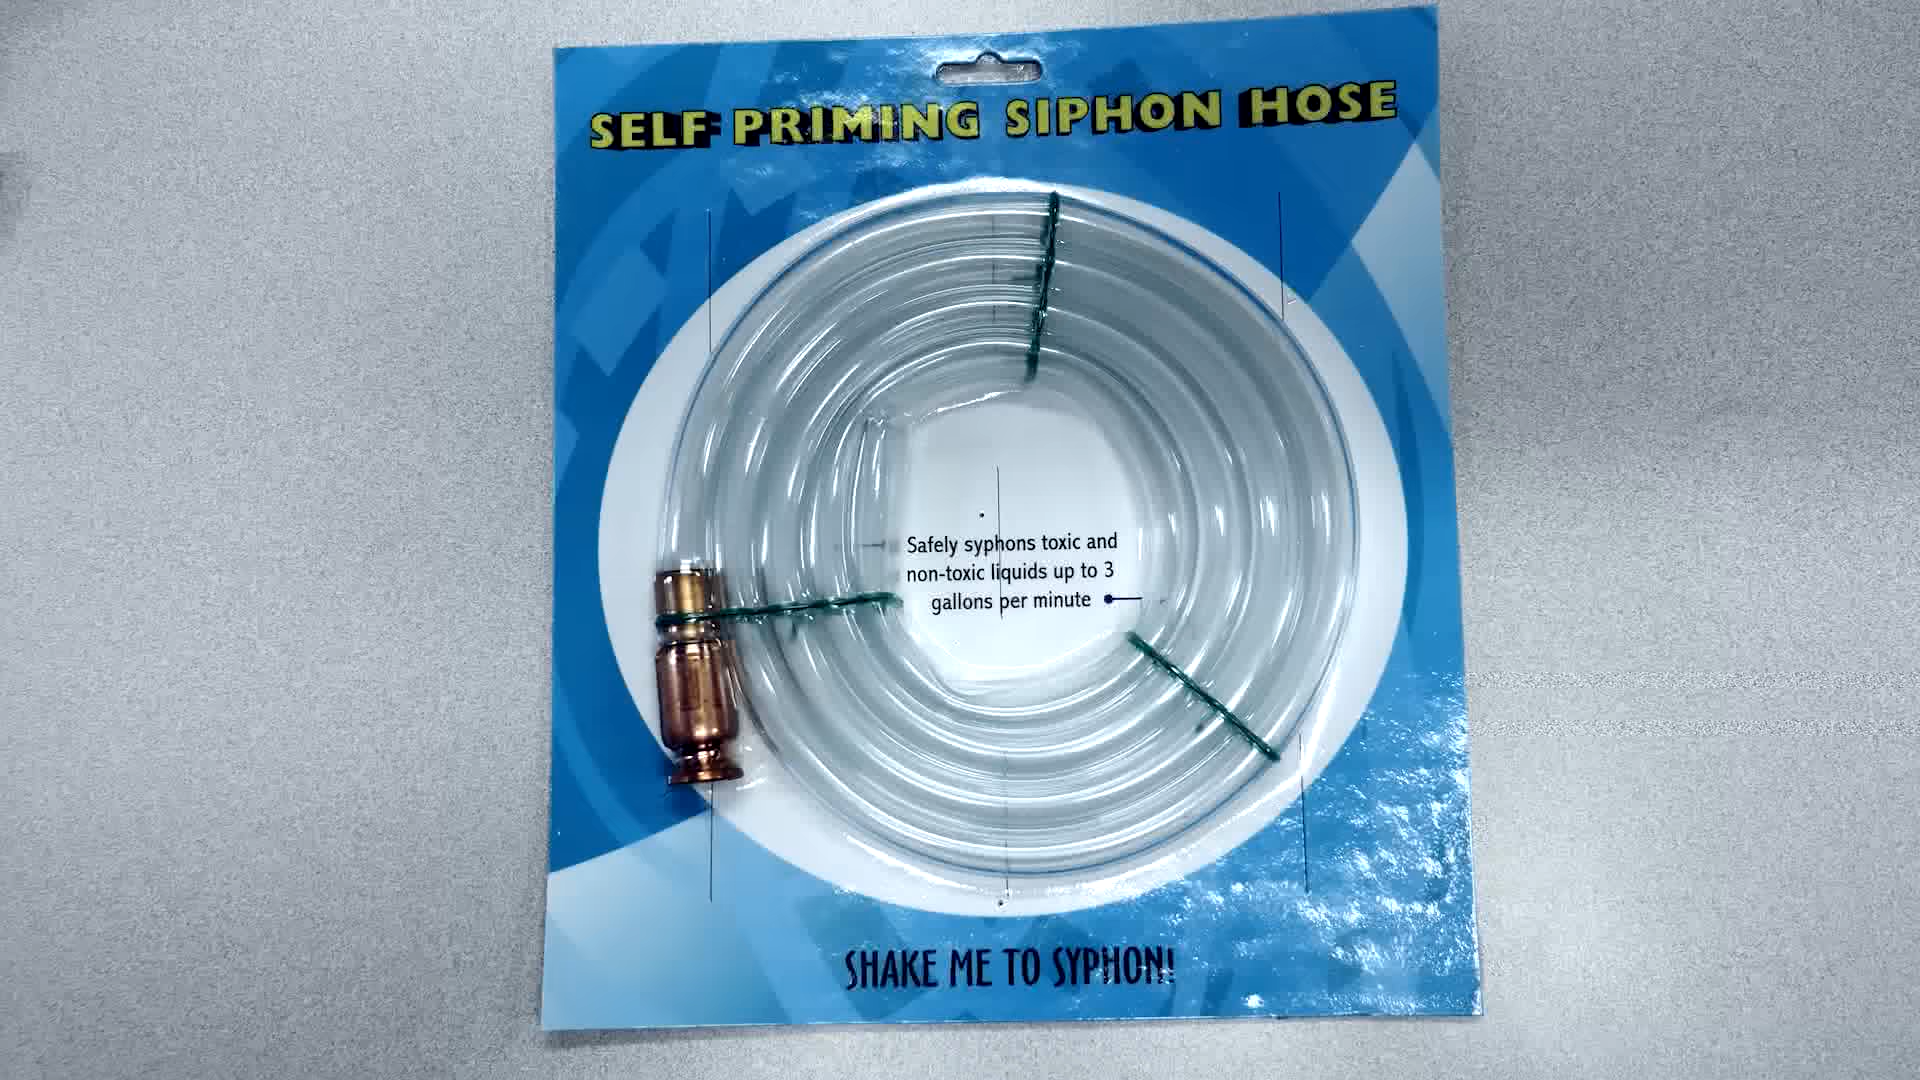 SELF PRIMING SIPHON HOSE
Safely syphons toxic and
non-toxic liquids up to 3
gallons per minute
SHAKE ME TO SYPHON!